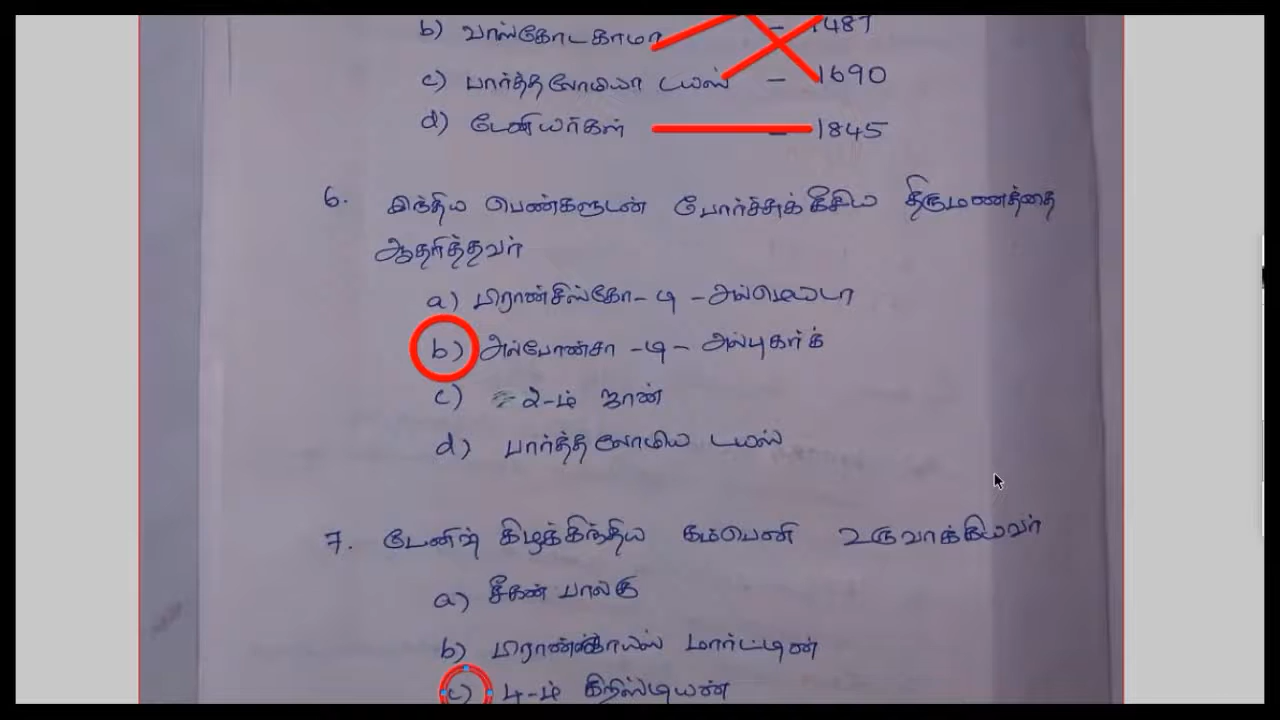 b) வாஸ்கோடகாமா - 1487
c) பார்த்தலோமியா டயஸ் - 1690
d) டேனியர்கள் - 1845
6. இந்திய பெண்களுடன் போர்ச்சுக்கீசிய திருமணத்தை
ஆதரித்தவர்
a) பிரான்சிஸ்கோ-டி-அல்மெய்டா
b) அல்போன்சா -டி- அல்புகர்க்
c) 2-ம் ஜான்
d) பார்த்தலோமிய டயஸ்
7. டேனிஷ் கிழக்கிந்திய கம்பெனி உருவாக்கியவர்
a) சீகன் பால்கு
b) பிரான்காய்ஸ் மார்ட்டின்
c) 4-ம் கிறிஸ்டியன்